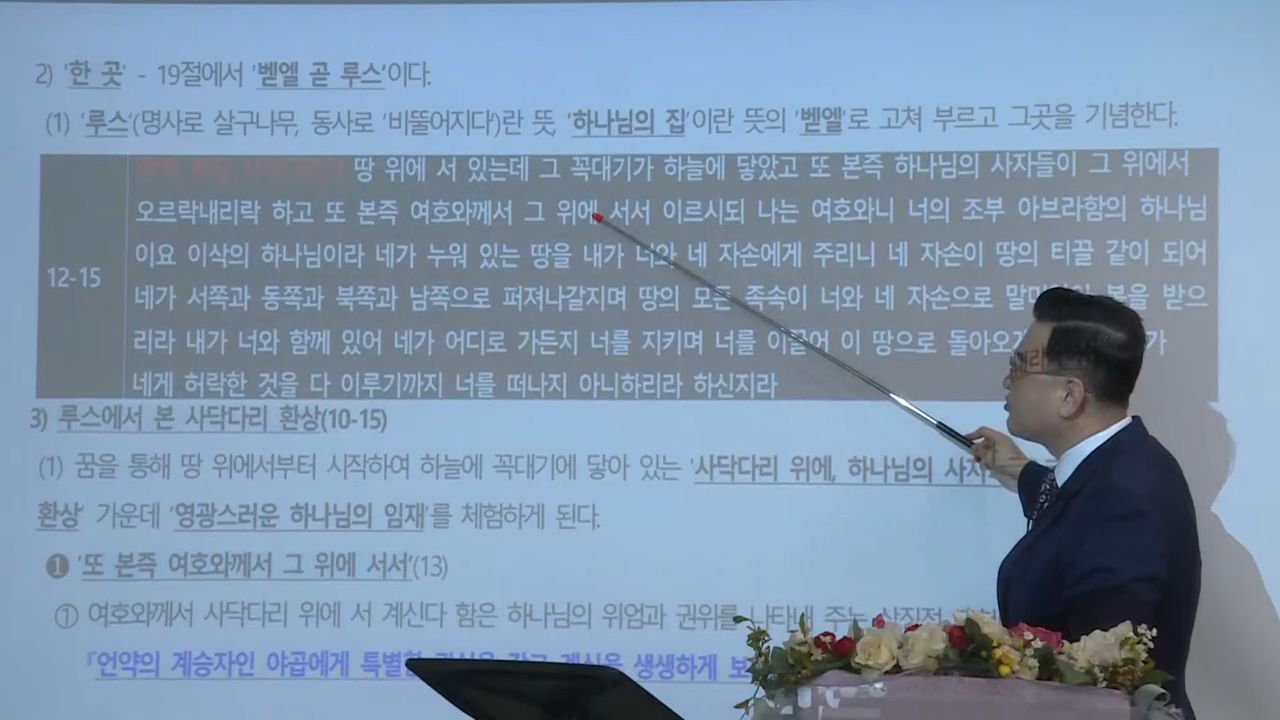 2) '한 곳' - 19절에서 '벧엘 곧 루스'이다.
(1) '루스'(명사로 살구나무, 동사로 '비뚤어지다')란 뜻, '하나님의 집'이란 뜻의 '벧엘'로 고쳐 부르고 그곳을 기념한다.
땅 위에 서 있는데 그 꼭대기가 하늘에 닿았고 또 본즉 하나님의 사자들이 그 위에서
오르락내리락 하고 또 본즉 여호와께서 그 위에 서서 이르시되 나는 여호와니 너의 조부 아브라함의 하나님
이요 이삭의 하나님이라 네가 누워 있는 땅을 내가 너와 네 자손에게 주리니 네 자손이 땅의 티끌 같이 되어
12-15
네가 서쪽과 동쪽과 북쪽과 남쪽으로 퍼져나갈지며 땅의 모든 족속이 너와 네 자손으로 복을 받으
리라 내가 너와 함께 있어 네가 어디로 가든지 너를 지키며 너를 이끌어 이 땅으로 가
네게 허락한 것을 다 이루기까지 너를 떠나지 아니하리라 하신지라
3) 루스에서 본 사닥다리 환상(10-15)
(1) 꿈을 통해 땅 위에서부터 시작하여 하늘에 꼭대기에 닿아 있는 '사닥다리 위에, 하나님의
환상' 가운데 '영광스러운 하나님의 임재'를 체험하게 된다.
❶ '또 본즉 여호와께서 그 위에 서서'(13)
① 여호와께서 사닥다리 위에 서 계신다 함은 하나님의 위엄과 권위를
『언약의 계승자인 야곱에게 생생하게